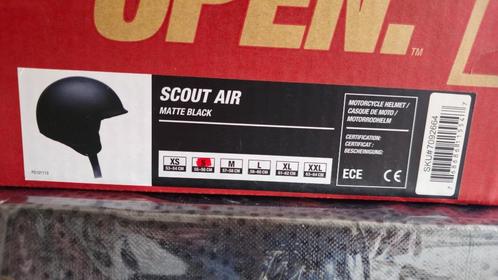 OPEN.
TM
SCOUT AIR
MATTE BLACK
XS
53-54 CM
S
55-56 CM
M
57-58 CM
L
59-60 CM
XL
61-62 CM
XXL
63-64 CM
MOTORCYCLE HELMET /
CASQUE DE MOTO /
MOTORRODHELM
CERTIFICATION:
CERTIFICAT:
BESCHEINIGUNG:
ECE CE
SKU#7092664